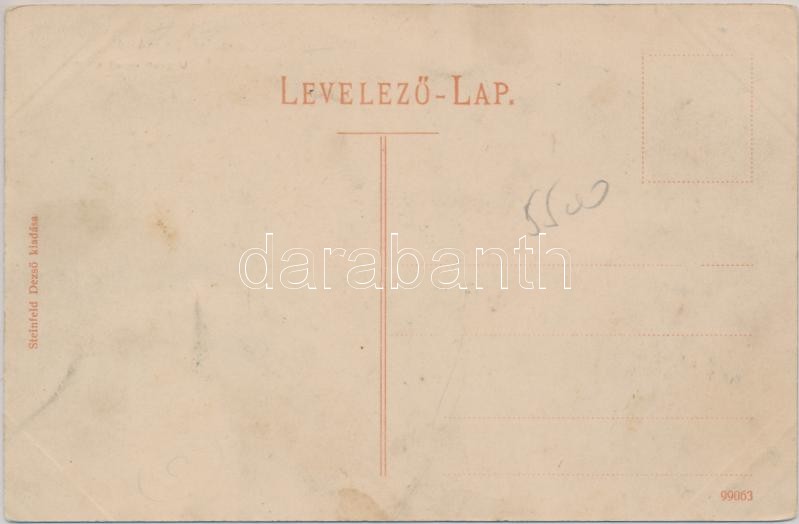 LEVELEZŐ-LAP.
5500
darabanth
Steinfeld Dezső kiadása
99063